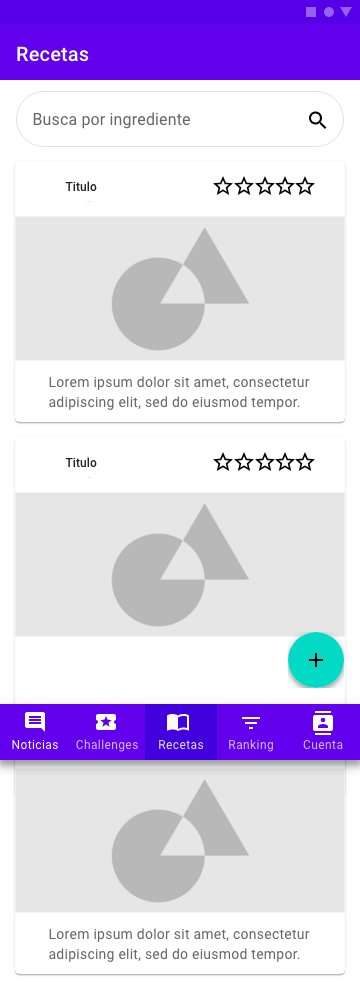 Recetas
Busca por ingrediente
Titulo
Lorem ipsum dolor sit amet, consectetur
adipiscing elit, sed do eiusmod tempor.
Titulo
Noticias
Challenges
Recetas
Ranking
Cuenta
Lorem ipsum dolor sit amet, consectetur
adipiscing elit, sed do eiusmod tempor.